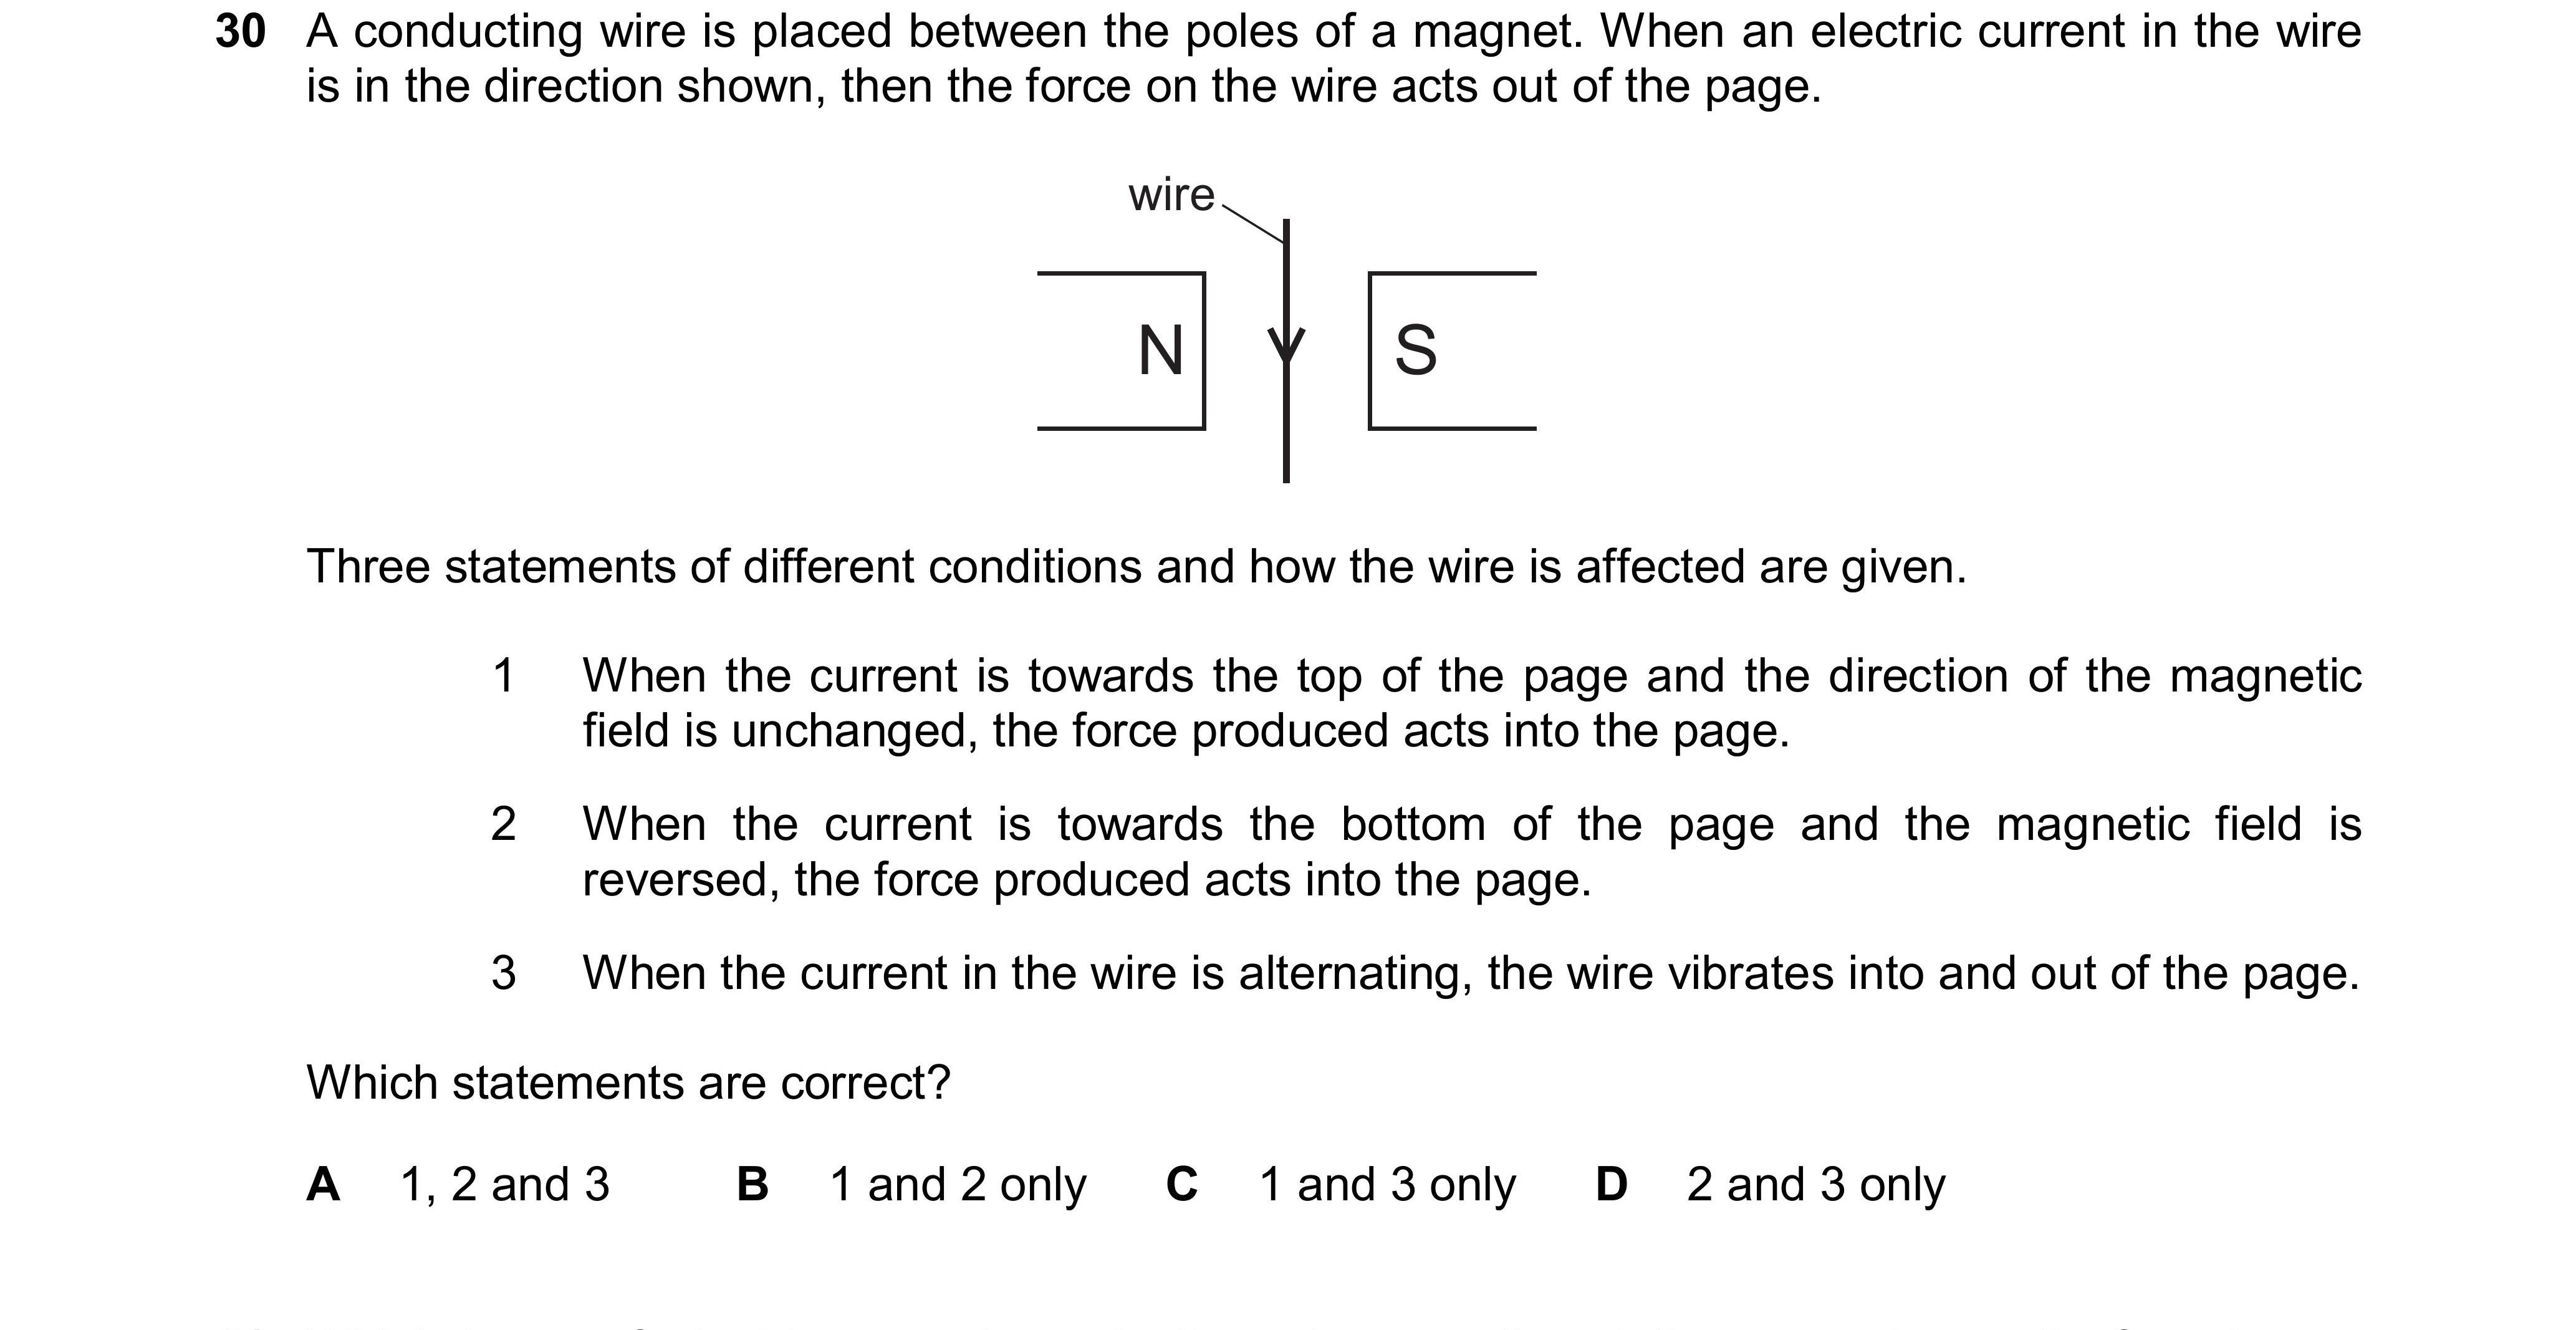 30 A conducting wire is placed between the poles of a magnet. When an electric current in the wire
is in the direction shown, then the force on the wire acts out of the page.
wire
N S
Three statements of different conditions and how the wire is affected are given.
1 When the current is towards the top of the page and the direction of the magnetic
field is unchanged, the force produced acts into the page.
2 When the current is towards the bottom of the page and the magnetic field is
reversed, the force produced acts into the page.
3 When the current in the wire is alternating, the wire vibrates into and out of the page.
Which statements are correct?
A 1, 2 and 3 B 1 and 2 only C 1 and 3 only D 2 and 3 only